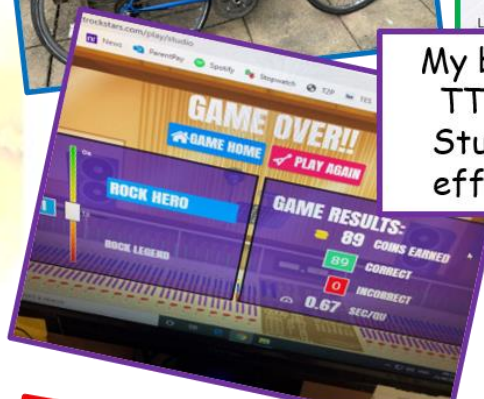 trockstars.com/play/studio
News ParentPay Spotify Stopwatch T2P TES
GAME OVER!!
GAME HOME
PLAY AGAIN
ROCK HERO
ROCK LEGEND
GAME RESULTS:
89 COINS EARNED
89 CORRECT
0 INCORRECT
0.67 SEC/QU
My b
TT
Stu
eff
L